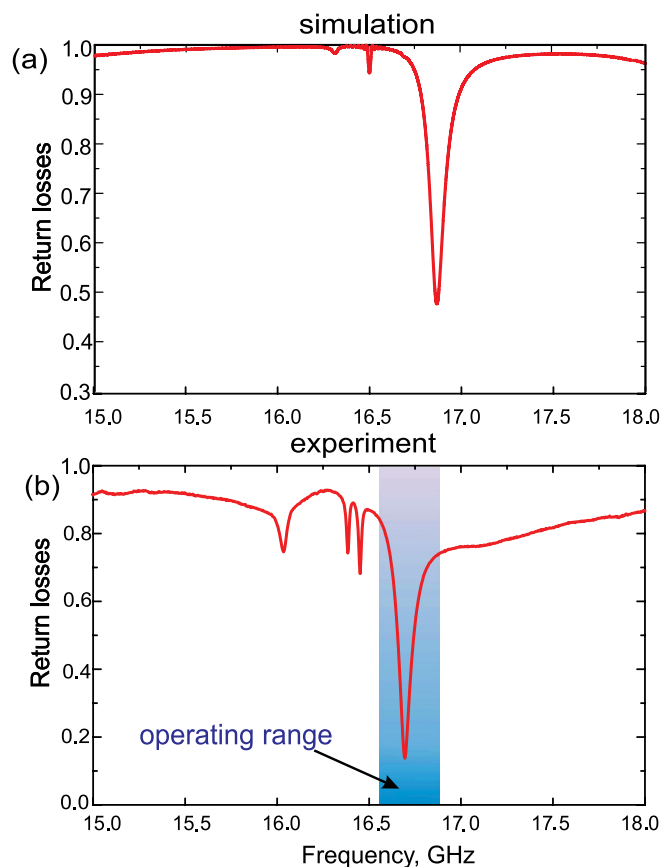 simulation
(a)
Return losses
1.0
0.9
0.8
0.7
0.6
0.5
0.4
0.3
15.0 15.5 16.0 16.5 17.0 17.5 18.0
experiment
(b)
Return losses
1.0
0.8
0.6
0.4
0.2
0.0
operating range
15.0 15.5 16.0 16.5 17.0 17.5 18.0
Frequency, GHz